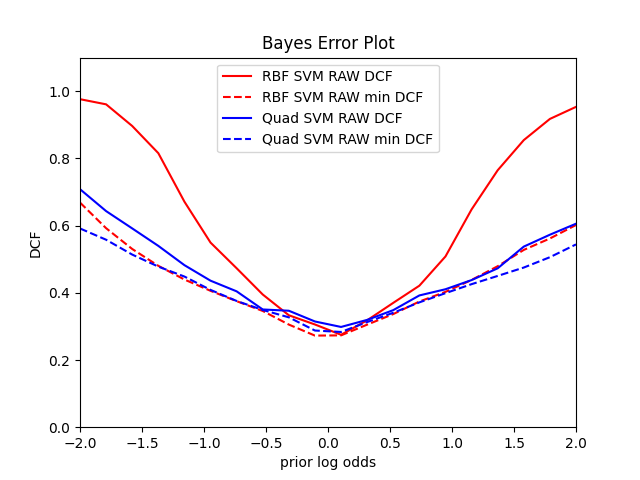 Bayes Error Plot
RBF SVM RAW DCF
RBF SVM RAW min DCF
Quad SVM RAW DCF
Quad SVM RAW min DCF
DCF
1.0
0.8
0.6
0.4
0.2
0.0
−2.0 −1.5 −1.0 −0.5 0.0 0.5 1.0 1.5 2.0
prior log odds